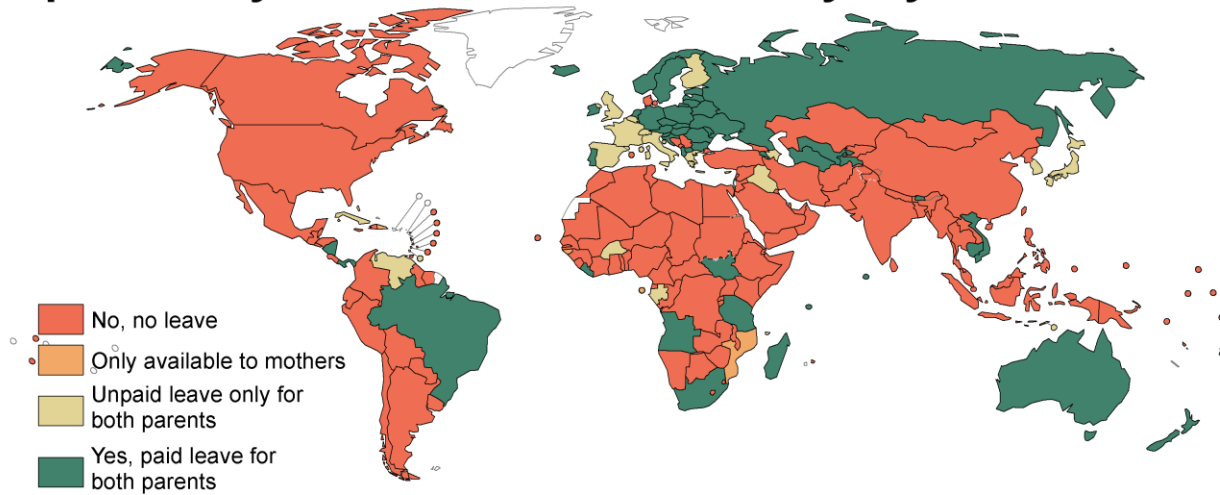 No, no leave
Only available to mothers
Unpaid leave only for
both parents
Yes, paid leave for
both parents